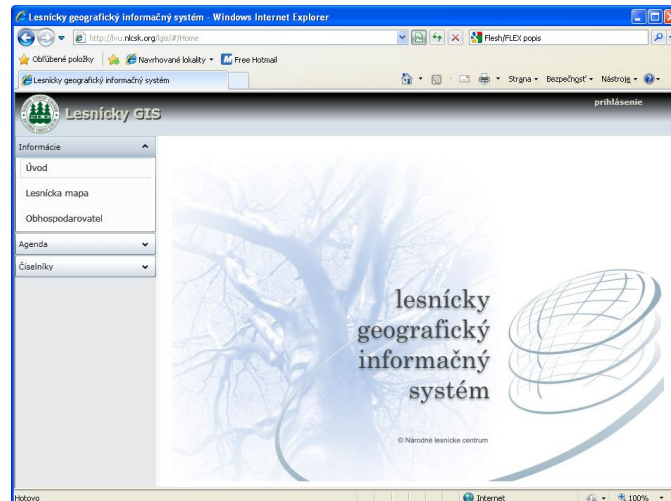 Lesnícky geografický informačný systém - Windows Internet Explorer
http://lvu.nlcsk.org/lgis/#/Home
Flesh/FLEX popis
Obľúbené položky
Navrhované lokality
Free Hotmail
Lesnícky geografický informačný systém
Strana
Bezpečnosť
Nástroje
Lesnícky GIS
prihlásenie
Informácie
Úvod
Lesnícka mapa
Obhospodarovatel
Agenda
Číselníky
lesnícky
geografický
informačný
systém
© Národné lesnícke centrum
Hotovo
Internet
100%